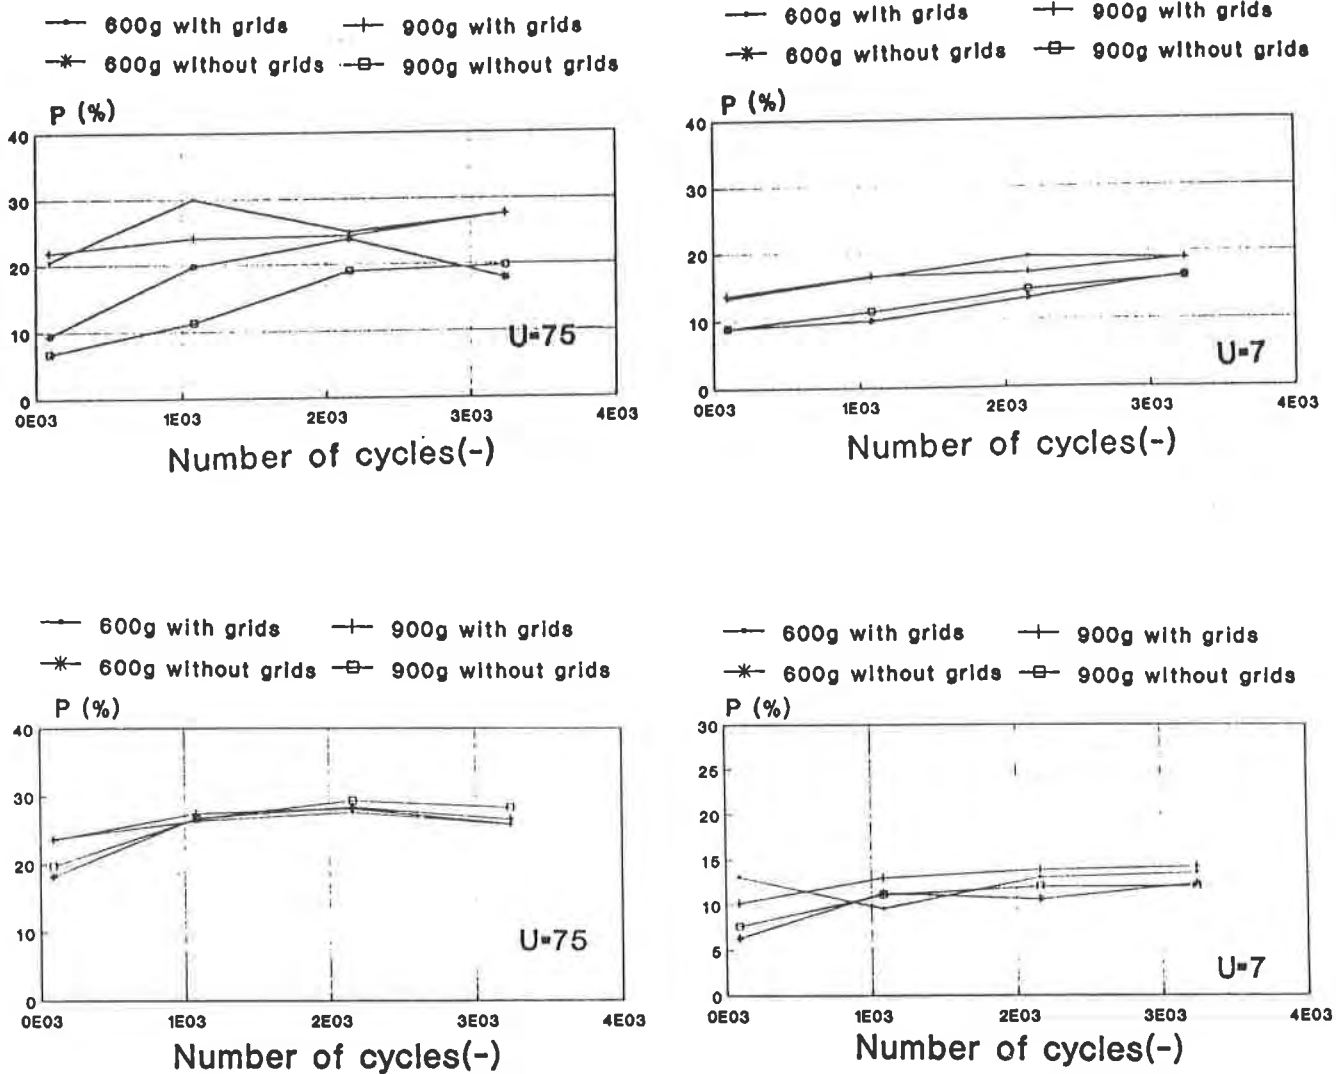 600g with grids 900g with grids
600g without grids 900g without grids
P (%)
40
30
20
10
0
U=75
0E03 1E03 2E03 3E03 4E03
Number of cycles(-)
600g with grids 900g with grids
600g without grids 900g without grids
P (%)
40
30
20
10
0
U=7
0E03 1E03 2E03 3E03 4E03
Number of cycles(-)
600g with grids 900g with grids
600g without grids 900g without grids
P (%)
40
30
20
10
0
U=75
0E03 1E03 2E03 3E03 4E03
Number of cycles(-)
600g with grids 900g with grids
600g without grids 900g without grids
P (%)
30
25
20
15
10
5
0
U=7
0E03 1E03 2E03 3E03 4E03
Number of cycles(-)